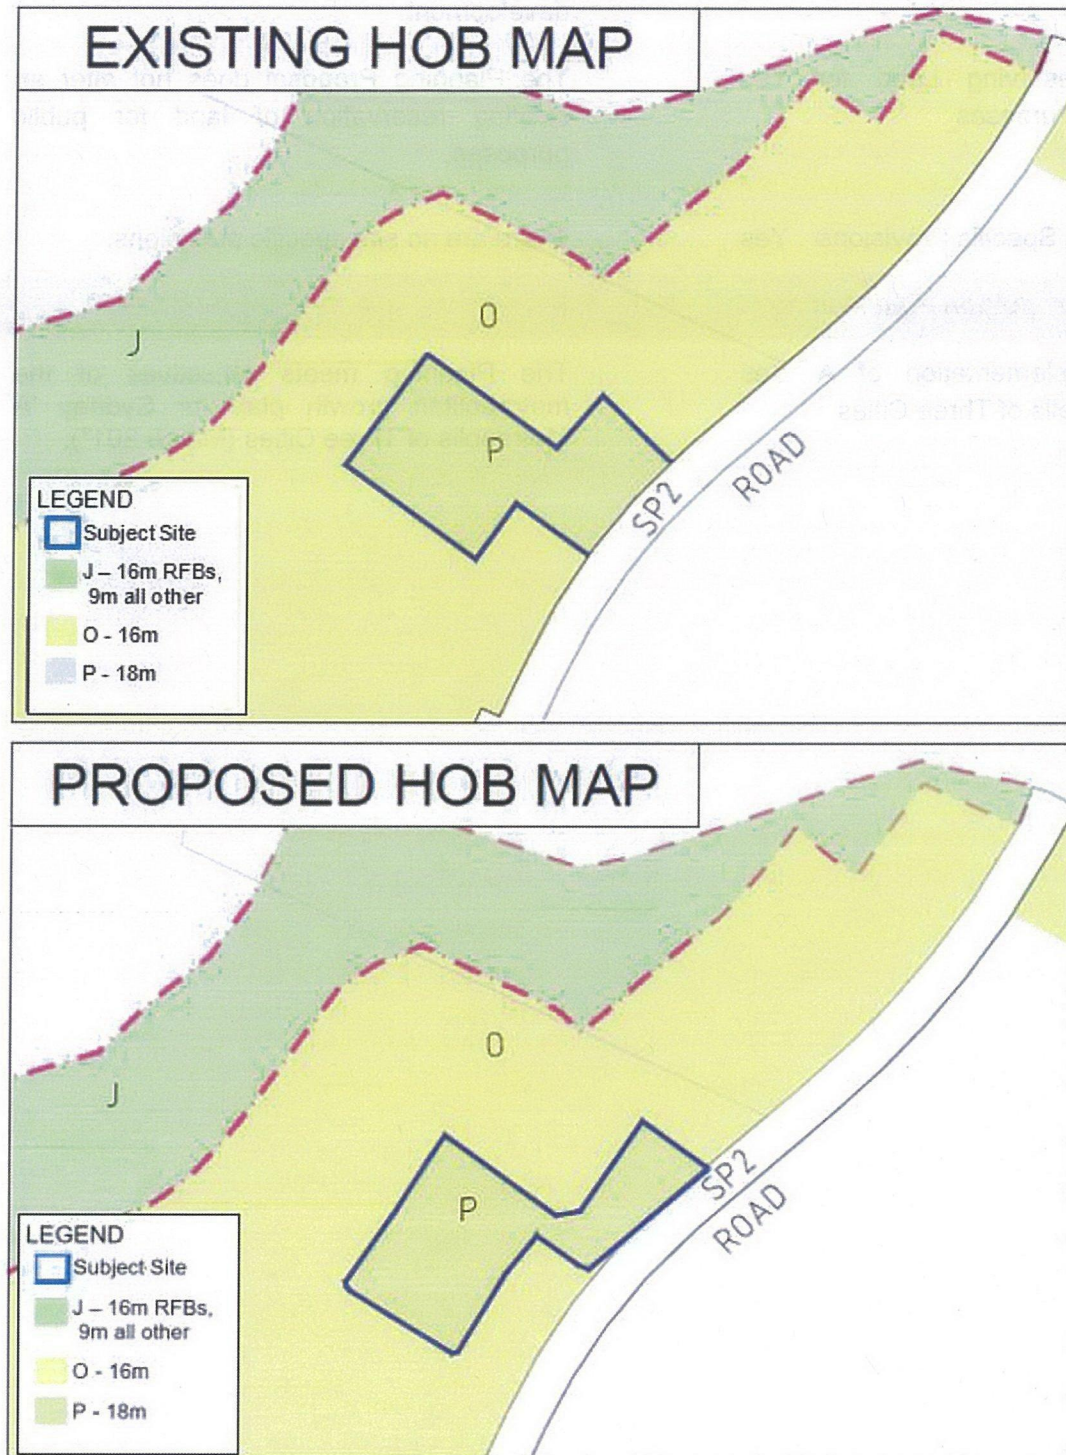 EXISTING HOB MAP
O
J
P
SP2
ROAD
LEGEND
Subject Site
J – 16m RFBs,
9m all other
O - 16m
P - 18m
PROPOSED HOB MAP
O
J
P
SP2
ROAD
LEGEND
Subject Site
J – 16m RFBs,
9m all other
O - 16m
P - 18m